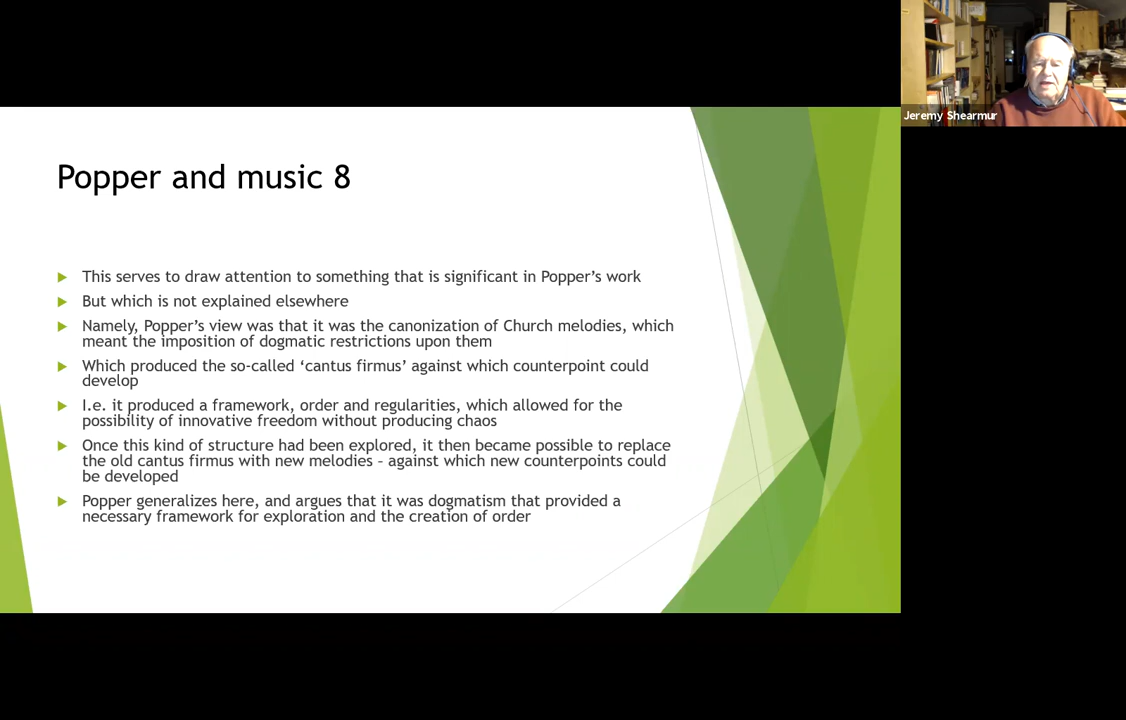 Jeremy Shearmur
Popper and music 8
This serves to draw attention to something that is significant in Popper's work
But which is not explained elsewhere
Namely, Popper's view was that it was the canonization of Church melodies, which
meant the imposition of dogmatic restrictions upon them
Which produced the so-called ‘cantus firmus’ against which counterpoint could
develop
I.e. it produced a framework, order and regularities, which allowed for the
possibility of innovative freedom without producing chaos
Once this kind of structure had been explored, it then became possible to replace
the old cantus firmus with new melodies – against which new counterpoints could
be developed
Popper generalizes here, and argues that it was dogmatism that provided a
necessary framework for exploration and the creation of order